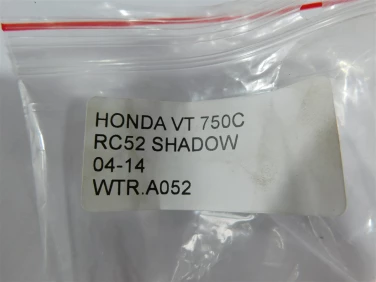 HONDA VT 750C
RC52 SHADOW
04-14
WTR.A052